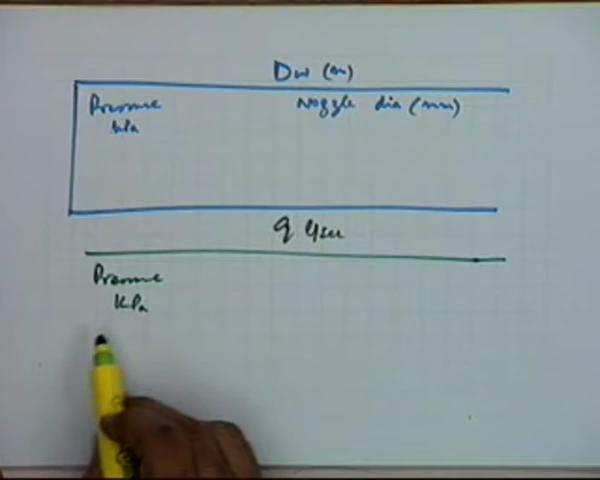 Dw (m)
Pressure Nozzle dia (mm)
kPa
q l/sec
Pressure
kPa